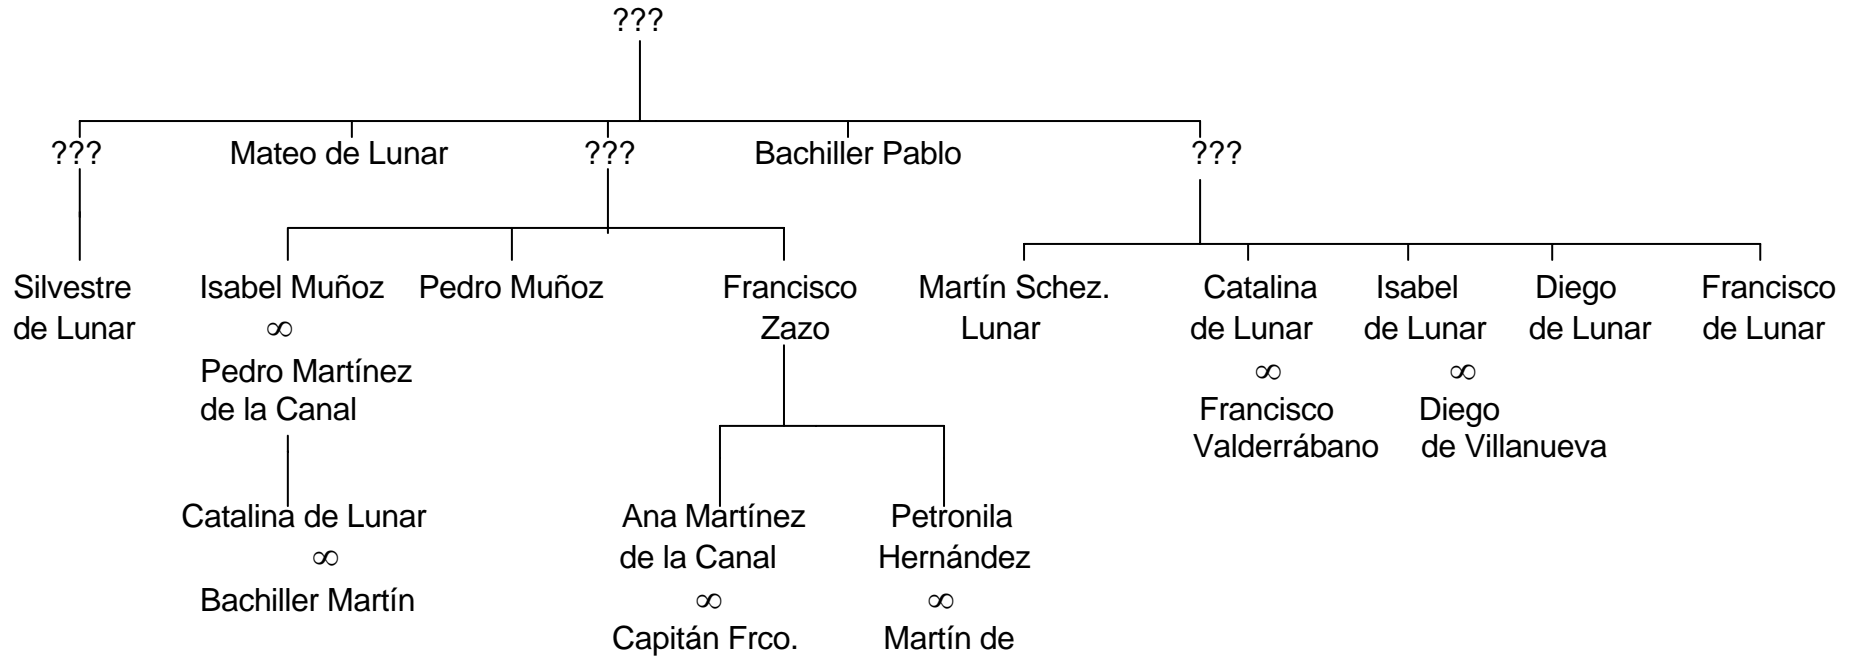 ???
??? Mateo de Lunar ??? Bachiller Pablo ???
Silvestre Isabel Muñoz Pedro Muñoz Francisco Martín Schez. Catalina Isabel Diego Francisco
de Lunar ∞ Zazo Lunar de Lunar de Lunar de Lunar de Lunar
Pedro Martínez ∞ ∞
de la Canal Francisco Diego
Valderrábano de Villanueva
Catalina de Lunar Ana Martínez Petronila
∞ de la Canal Hernández
Bachiller Martín ∞ ∞
Capitán Frco. Martín de